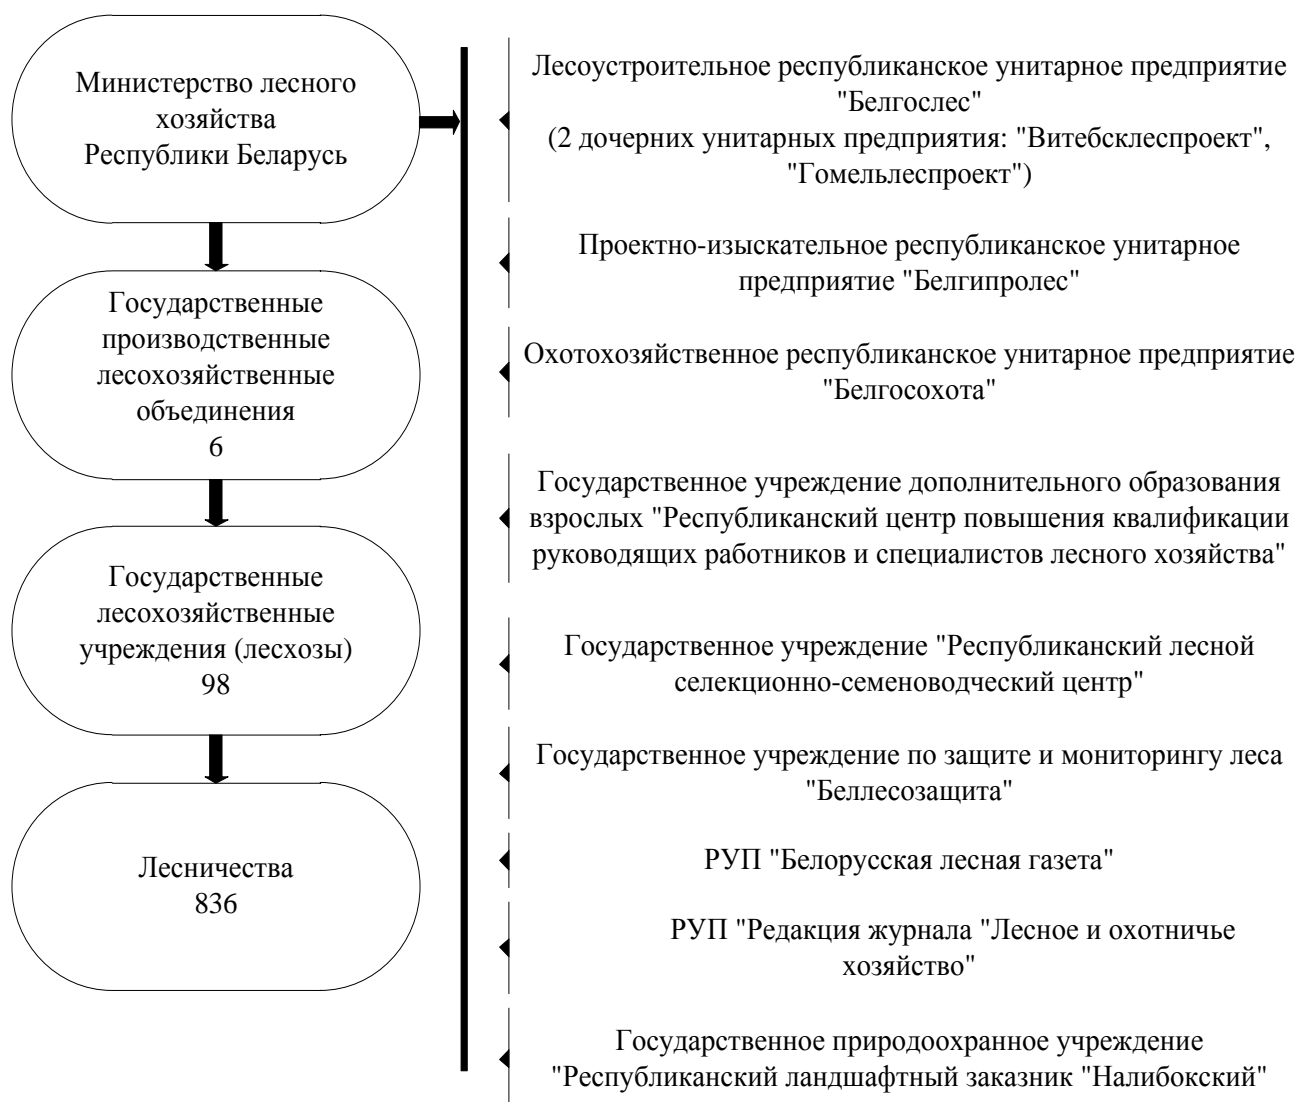 Министерство лесного
хозяйства
Республики Беларусь
Государственные
производственные
лесохозяйственные
объединения
6
Государственные
лесохозяйственные
учреждения (лесхозы)
98
Лесничества
836
Лесоустроительное республиканское унитарное предприятие
"Белгослес"
(2 дочерних унитарных предприятия: "Витебсклеспроект",
"Гомельлеспроект")
Проектно-изыскательное республиканское унитарное
предприятие "Белгипролес"
Охотохозяйственное республиканское унитарное предприятие
"Белгосохота"
Государственное учреждение дополнительного образования
взрослых "Республиканский центр повышения квалификации
руководящих работников и специалистов лесного хозяйства"
Государственное учреждение "Республиканский лесной
селекционно-семеноводческий центр"
Государственное учреждение по защите и мониторингу леса
"Беллесозащита"
РУП "Белорусская лесная газета"
РУП "Редакция журнала "Лесное и охотничье
хозяйство"
Государственное природоохранное учреждение
"Республиканский ландшафтный заказник "Налибокский"